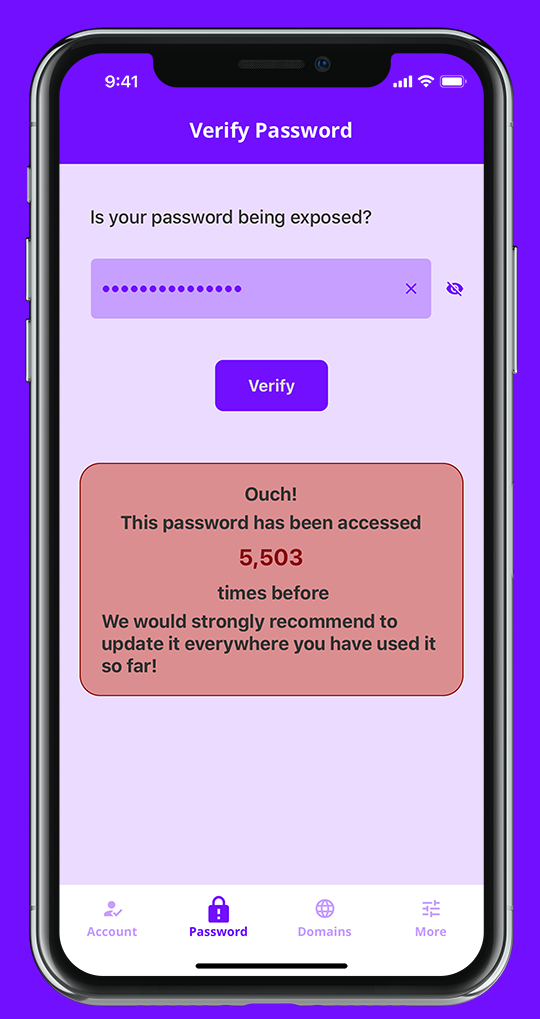 9:41
Verify Password
Is your password being exposed?
Verify
Ouch!
This password has been accessed
5,503
times before
We would strongly recommend to
update it everywhere you have used it
so far!
Account
Password
Domains
More